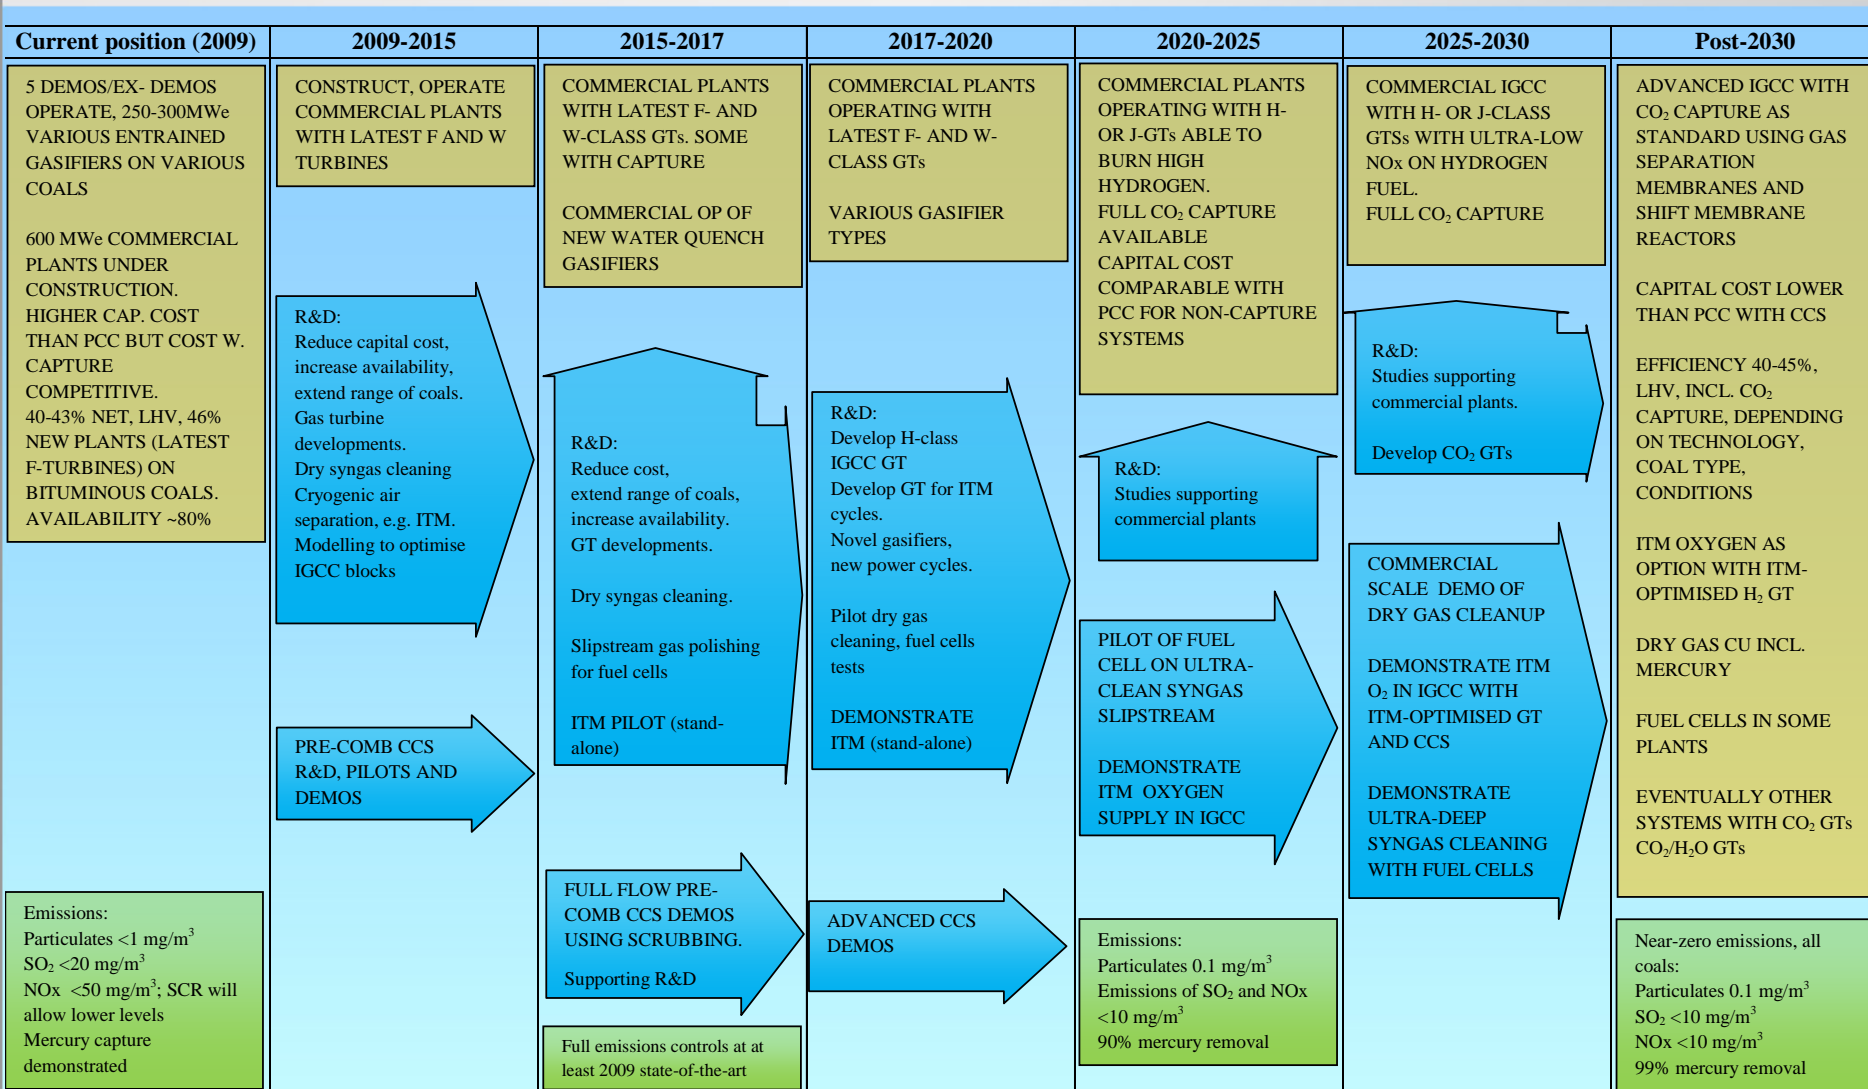 Current position (2009)
2009-2015
2015-2017
2017-2020
2020-2025
2025-2030
Post-2030
5 DEMOS/EX- DEMOS
OPERATE, 250-300MWe
VARIOUS ENTRAINED
GASIFIERS ON VARIOUS
COALS
600 MWe COMMERCIAL
PLANTS UNDER
CONSTRUCTION.
HIGHER CAP. COST
THAN PCC BUT COST W.
CAPTURE
COMPETITIVE.
40-43% NET, LHV, 46%
NEW PLANTS (LATEST
F-TURBINES) ON
BITUMINOUS COALS.
AVAILABILITY ~80%
Emissions:
Particulates <1 mg/m³
SO₂ <20 mg/m³
NOx  <50 mg/m³; SCR will
allow lower levels
Mercury capture
demonstrated
CONSTRUCT, OPERATE
COMMERCIAL PLANTS
WITH LATEST F AND W
TURBINES
R&D:
Reduce capital cost,
increase availability,
extend range of coals.
Gas turbine
developments.
Dry syngas cleaning
Cryogenic air
separation, e.g. ITM.
Modelling to optimise
IGCC blocks
PRE-COMB CCS
R&D, PILOTS AND
DEMOS
COMMERCIAL PLANTS
WITH LATEST F- AND
W-CLASS GTs. SOME
WITH CAPTURE
COMMERCIAL OP OF
NEW WATER QUENCH
GASIFIERS
R&D:
Reduce cost,
extend range of coals,
increase availability.
GT developments.
Dry syngas cleaning.
Slipstream gas polishing
for fuel cells
ITM PILOT (stand-
alone)
FULL FLOW PRE-
COMB CCS DEMOS
USING SCRUBBING.
Supporting R&D
Full emissions controls at at
least 2009 state-of-the-art
COMMERCIAL PLANTS
OPERATING WITH
LATEST F- AND W-
CLASS GTs
VARIOUS GASIFIER
TYPES
R&D:
Develop H-class
IGCC GT
Develop GT for ITM
cycles.
Novel gasifiers,
new power cycles.
Pilot dry gas
cleaning, fuel cells
tests
DEMONSTRATE
ITM (stand-alone)
ADVANCED CCS
DEMOS
COMMERCIAL PLANTS
OPERATING WITH H-
OR J-GTs ABLE TO
BURN HIGH
HYDROGEN.
FULL CO₂ CAPTURE
AVAILABLE
CAPITAL COST
COMPARABLE WITH
PCC FOR NON-CAPTURE
SYSTEMS
R&D:
Studies supporting
commercial plants
PILOT OF FUEL
CELL ON ULTRA-
CLEAN SYNGAS
SLIPSTREAM
DEMONSTRATE
ITM  OXYGEN
SUPPLY IN IGCC
Emissions:
Particulates 0.1 mg/m³
Emissions of SO₂ and NOx
<10 mg/m³
90% mercury removal
COMMERCIAL IGCC
WITH H- OR J-CLASS
GTSs WITH ULTRA-LOW
NOx ON HYDROGEN
FUEL.
FULL CO₂ CAPTURE
R&D:
Studies supporting
commercial plants.
Develop CO₂ GTs
COMMERCIAL
SCALE  DEMO OF
DRY GAS CLEANUP
DEMONSTRATE ITM
O₂ IN IGCC WITH
ITM-OPTIMISED GT
AND CCS
DEMONSTRATE
ULTRA-DEEP
SYNGAS CLEANING
WITH FUEL CELLS
ADVANCED IGCC WITH
CO₂ CAPTURE AS
STANDARD USING GAS
SEPARATION
MEMBRANES AND
SHIFT MEMBRANE
REACTORS
CAPITAL COST LOWER
THAN PCC WITH CCS
EFFICIENCY 40-45%,
LHV, INCL. CO₂
CAPTURE, DEPENDING
ON TECHNOLOGY,
COAL TYPE,
CONDITIONS
ITM OXYGEN AS
OPTION WITH ITM-
OPTIMISED H₂ GT
DRY GAS CU INCL.
MERCURY
FUEL CELLS IN SOME
PLANTS
EVENTUALLY OTHER
SYSTEMS WITH CO₂ GTs
CO₂/H₂O GTs
Near-zero emissions, all
coals:
Particulates 0.1 mg/m³
SO₂ <10 mg/m³
NOx <10 mg/m³
99% mercury removal